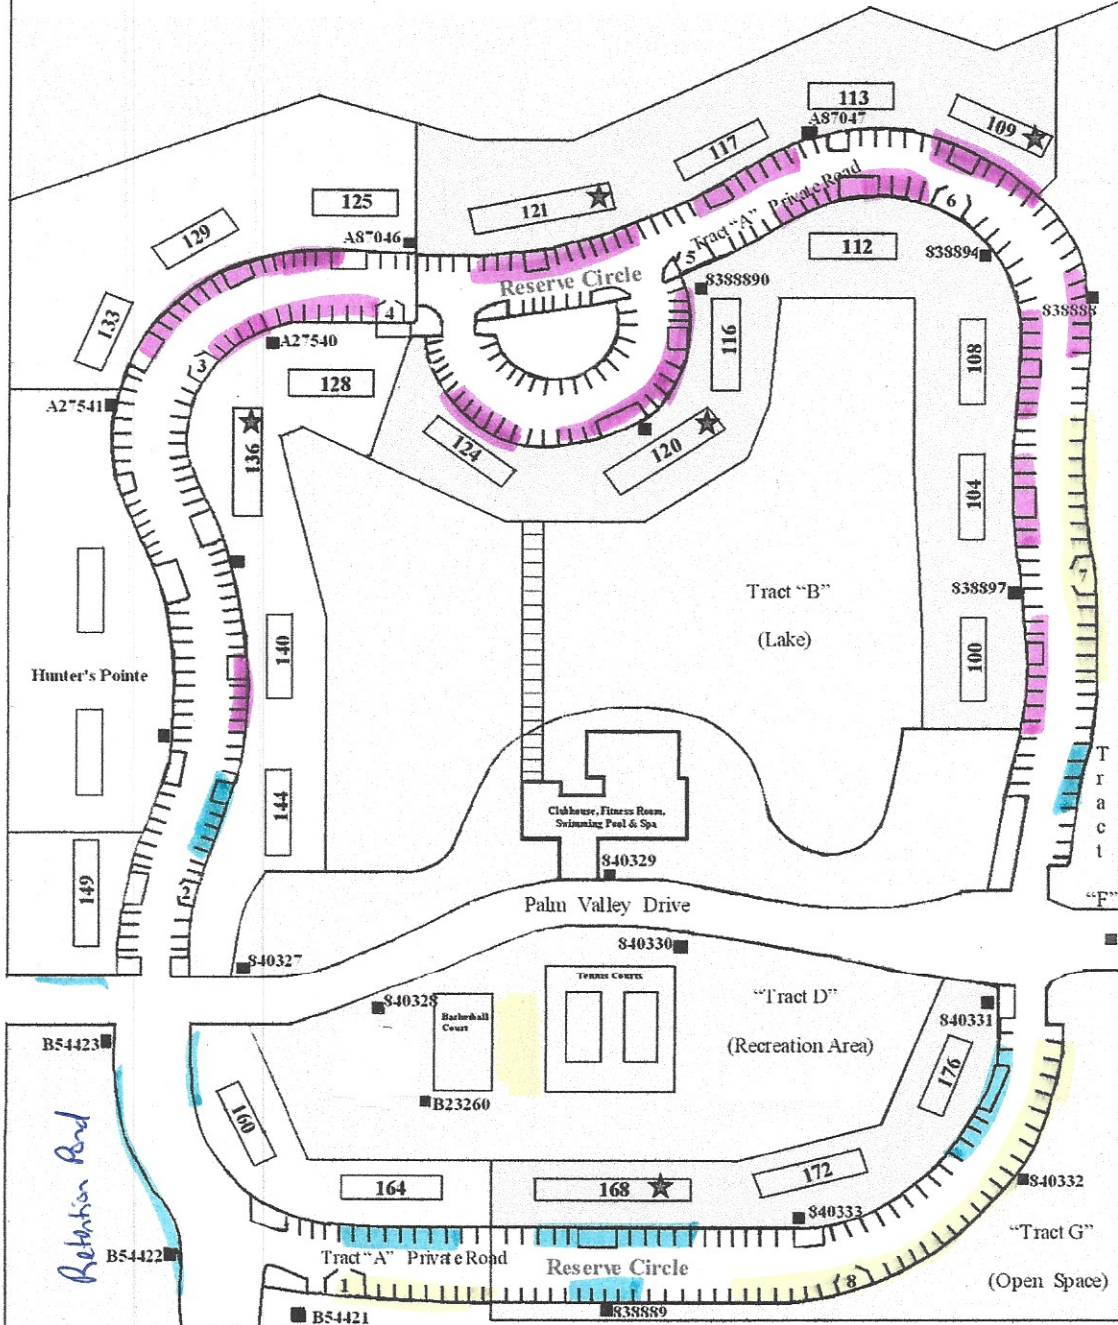 113
A87047
109
117
125
121
Tract "A" Private Road
6
129
A87046
112
5
838894
Reserve Circle
8388890
838888
133
4
A27540
3
116
108
128
A27541
136
124
120
104
Tract "B"
7
838897
(Lake)
140
100
Hunter's Pointe
Tract
144
Clubhouse, Fitness Room,
Swimming Pool & Spa
149
840329
2
"F"
Palm Valley Drive
840330
840327
Tennis Courts
"Tract D"
840328
Basketball
Court
840331
B54423
(Recreation Area)
176
B23260
160
Retention Pond
172
164
168
840332
840333
"Tract G"
B54422
Tract "A" Private Road
Reserve Circle
1
8
(Open Space)
838889
B54421